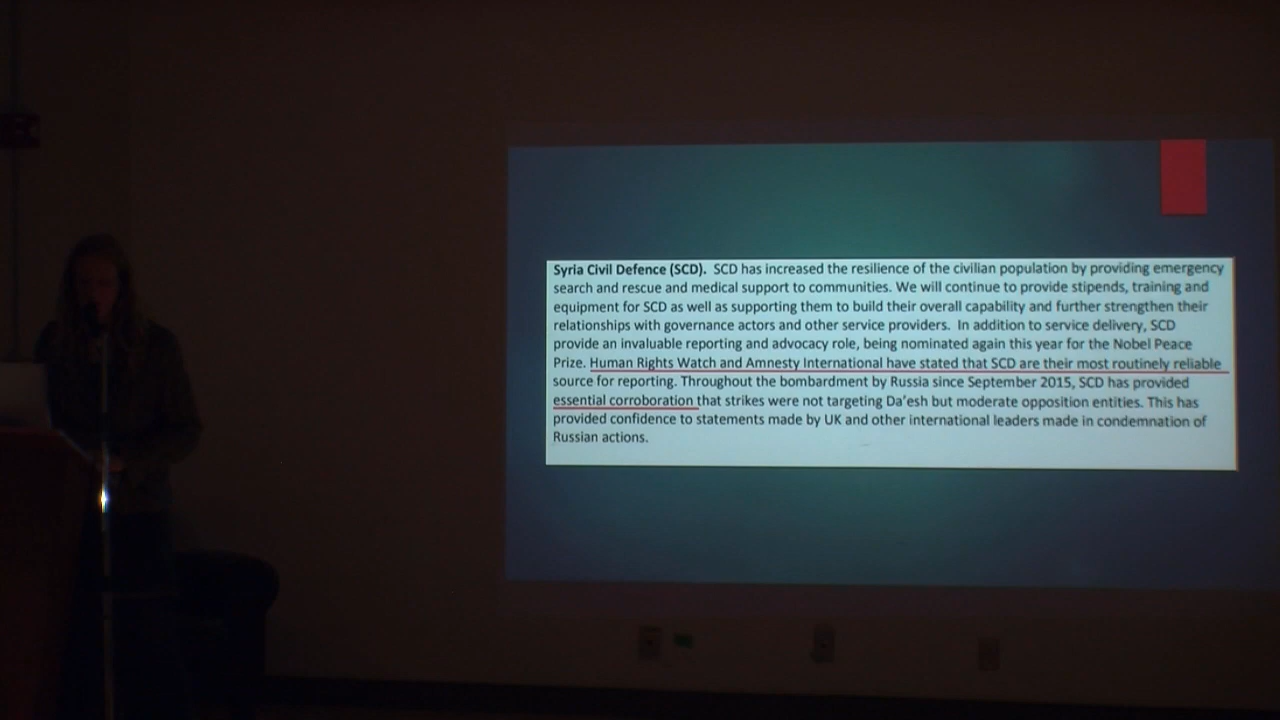 Syria Civil Defence (SCD). SCD has increased the resilience of the civilian population by providing emergency
search and rescue and medical support to communities. We will continue to provide stipends, training and
equipment for SCD as well as supporting them to build their overall capability and further strengthen their
relationships with governance actors and other service providers. In addition to service delivery, SCD
provide an invaluable reporting and advocacy role, being nominated again this year for the Nobel Peace
Prize. Human Rights Watch and Amnesty International have stated that SCD are their most routinely reliable
source for reporting. Throughout the bombardment by Russia since September 2015, SCD has provided
essential corroboration that strikes were not targeting Da'esh but moderate opposition entities. This has
provided confidence to statements made by UK and other international leaders made in condemnation of
Russian actions.